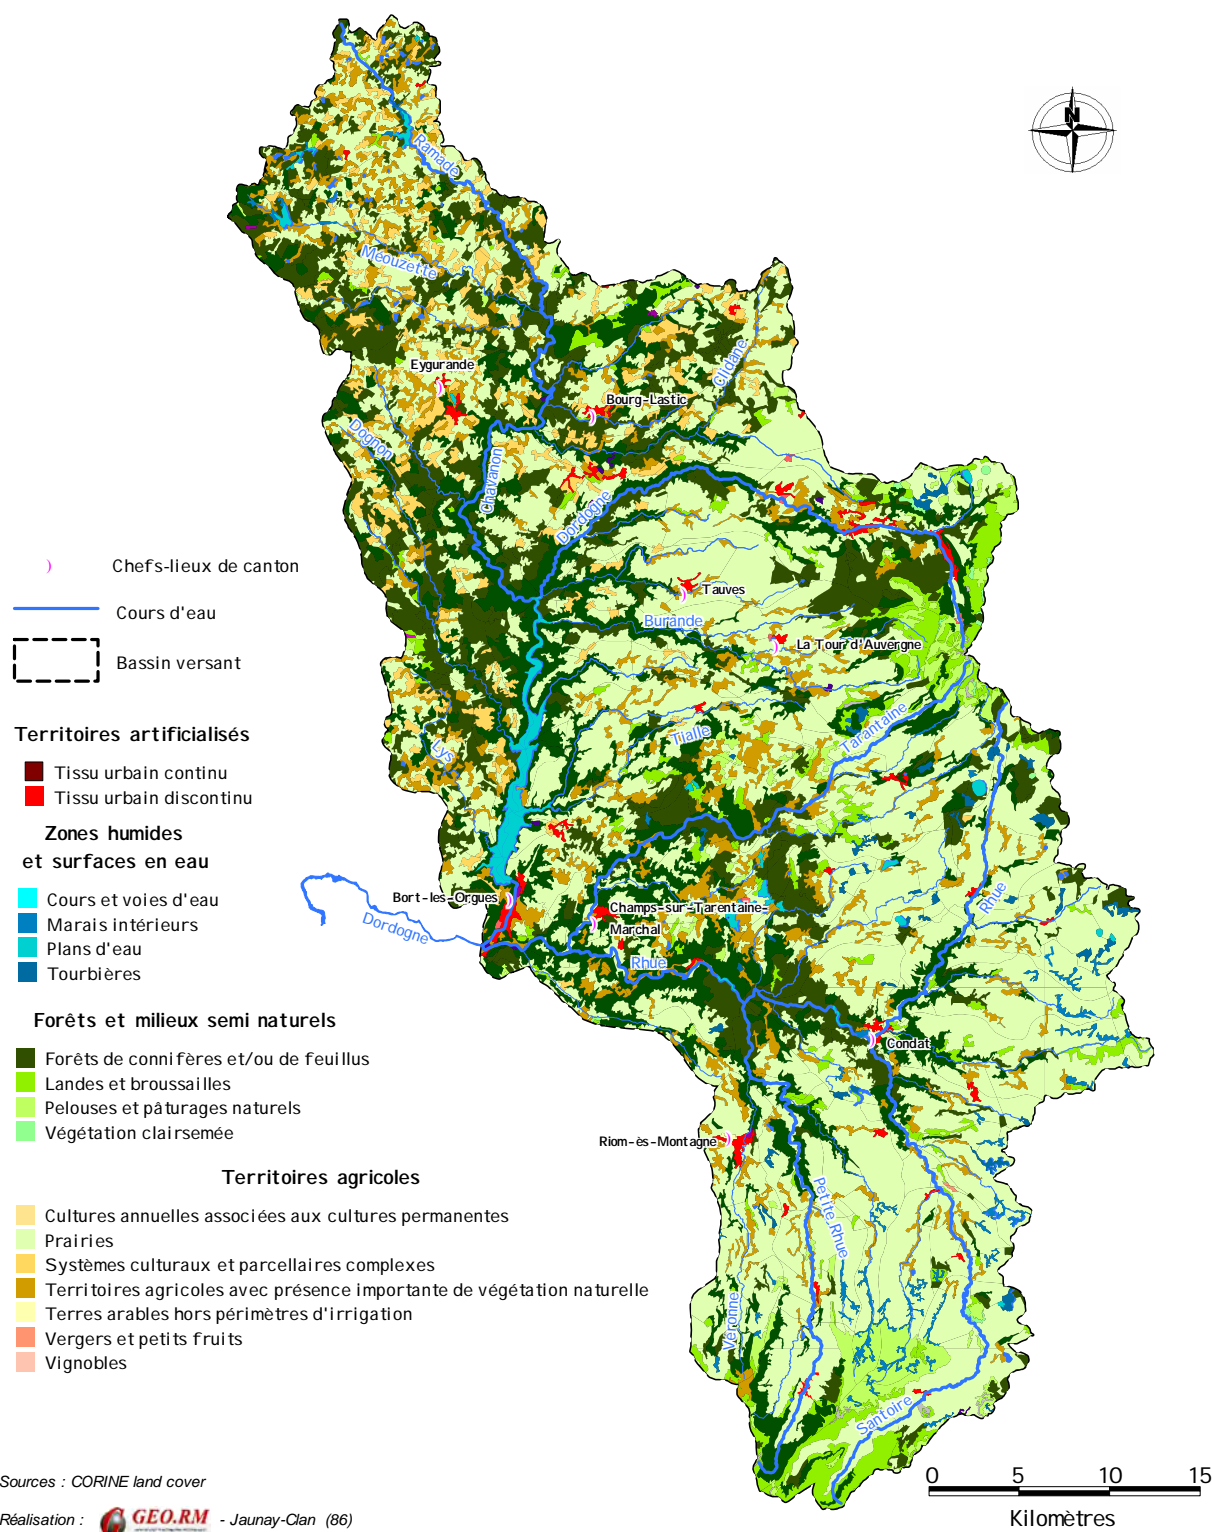 N
Ramade
Méouzette
Eygurande
Bourg-Lastic
Clidane
Dognon
Chavanon
Dordogne
Tauves
Burande
La Tour d'Auvergne
Tarantaine
Tialle
Lys
Bort-les-Orgues
Dordogne
Champs-sur-Tarentaine-
Marchal
Rhue
Rhue
Condat
Riom-ès-Montagne
Petite Rhue
Véronne
Santoire
Chefs-lieux de canton
Cours d'eau
Bassin versant
Territoires artificialisés
Tissu urbain continu
Tissu urbain discontinu
Zones humides
et surfaces en eau
Cours et voies d'eau
Marais intérieurs
Plans d'eau
Tourbières
Forêts et milieux semi naturels
Forêts de connifères et/ou de feuillus
Landes et broussailles
Pelouses et pâturages naturels
Végétation clairsemée
Territoires agricoles
Cultures annuelles associées aux cultures permanentes
Prairies
Systèmes culturaux et parcellaires complexes
Territoires agricoles avec présence importante de végétation naturelle
Terres arables hors périmètres d'irrigation
Vergers et petits fruits
Vignobles
Sources : CORINE land cover
Réalisation : GEO.RM - Jaunay-Clan (86)
0 5 10 15
Kilomètres